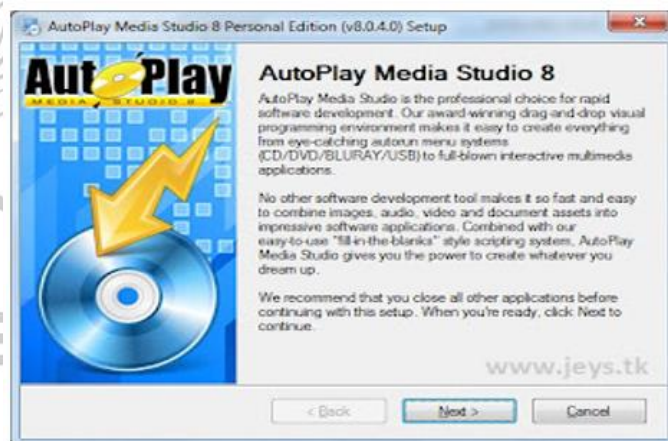 AutoPlay Media Studio 8 Personal Edition (v8.0.4.0) Setup
AutoPlay
MEDIA STUDIO 8
AutoPlay Media Studio 8
AutoPlay Media Studio is the professional choice for rapid
software development. Our award-winning drag-and-drop visual
programming environment makes it easy to create everything
from eye-catching autorun menu systems
(CD/DVD/BLURAY/USB) to full-blown interactive multimedia
applications.
No other software development tool makes it so fast and easy
to combine images, audio, video and document assets into
impressive software applications. Combined with our
easy-to-use "fill-in-the-blanks" style scripting system, AutoPlay
Media Studio gives you the power to create whatever you
dream up.
We recommend that you close all other applications before
continuing with this setup. When you're ready, click Next to
continue.
www.jeys.tk
< Back
Next >
Cancel